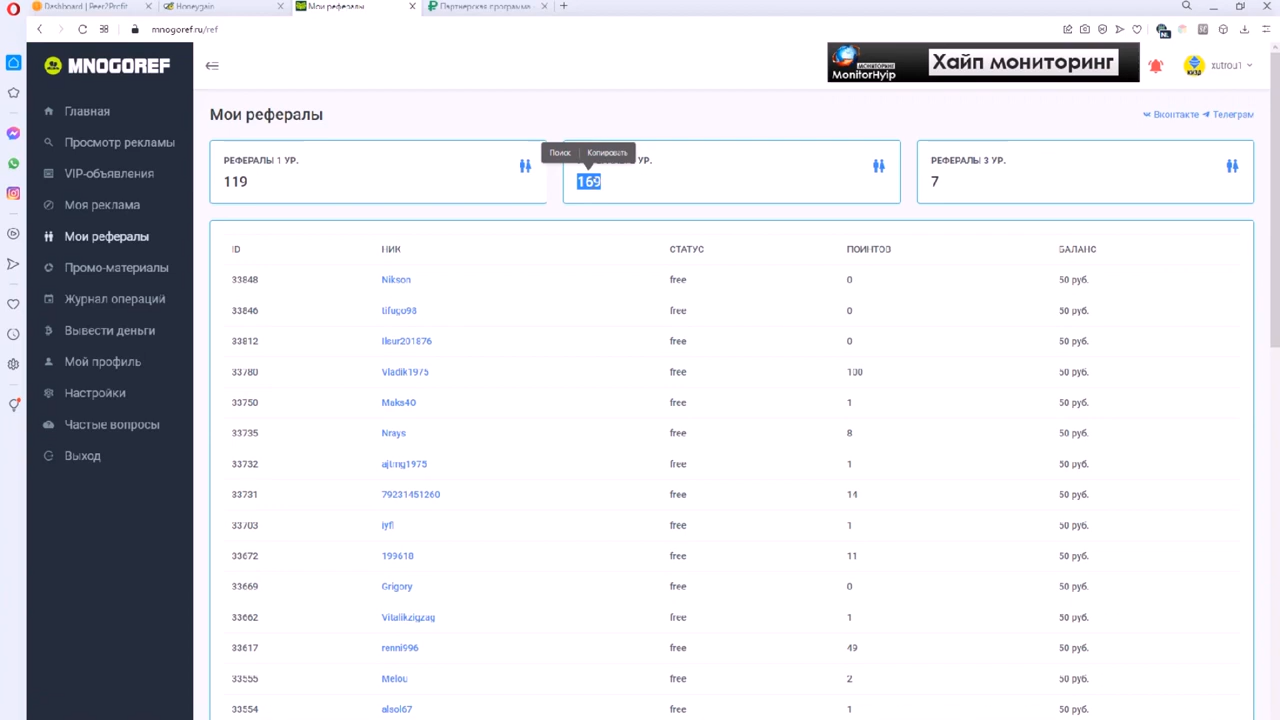 Dashboard | Peer2Profit
Honeygain
Мои рефералы
Партнерская программа
mnogoref.ru/ref
MNOGOREF
МОНИТОРИНГ
MonitorHyip
Хайп мониторинг
xutrou1
Главная
Просмотр рекламы
VIP-объявления
Моя реклама
Мои рефералы
Промо-материалы
Журнал операций
Вывести деньги
Мой профиль
Настройки
Частые вопросы
Выход
Мои рефералы
Вконтакте Телеграм
РЕФЕРАЛЫ 1 УР.
119
Поиск Копировать
УР.
169
РЕФЕРАЛЫ 3 УР.
7
ID НИК СТАТУС ПОИНТОВ БАЛАНС
33848 Nikson free 0 50 руб.
33846 tifugo98 free 0 50 руб.
33812 free 0 50 руб.
33780 Vladik1975 free 100 50 руб.
33750 Maks40 free 1 50 руб.
33735 Nrays free 8 50 руб.
33732 ajtmg1975 free 1 50 руб.
33731 79231451260 free 14 50 руб.
33703 free 1 50 руб.
33672 199618 free 11 50 руб.
33669 Grigory free 0 50 руб.
33662 Vitalikzigzag free 1 50 руб.
33617 renni996 free 49 50 руб.
33555 Melou free 2 50 руб.
33554 alsol67 free 1 50 руб.